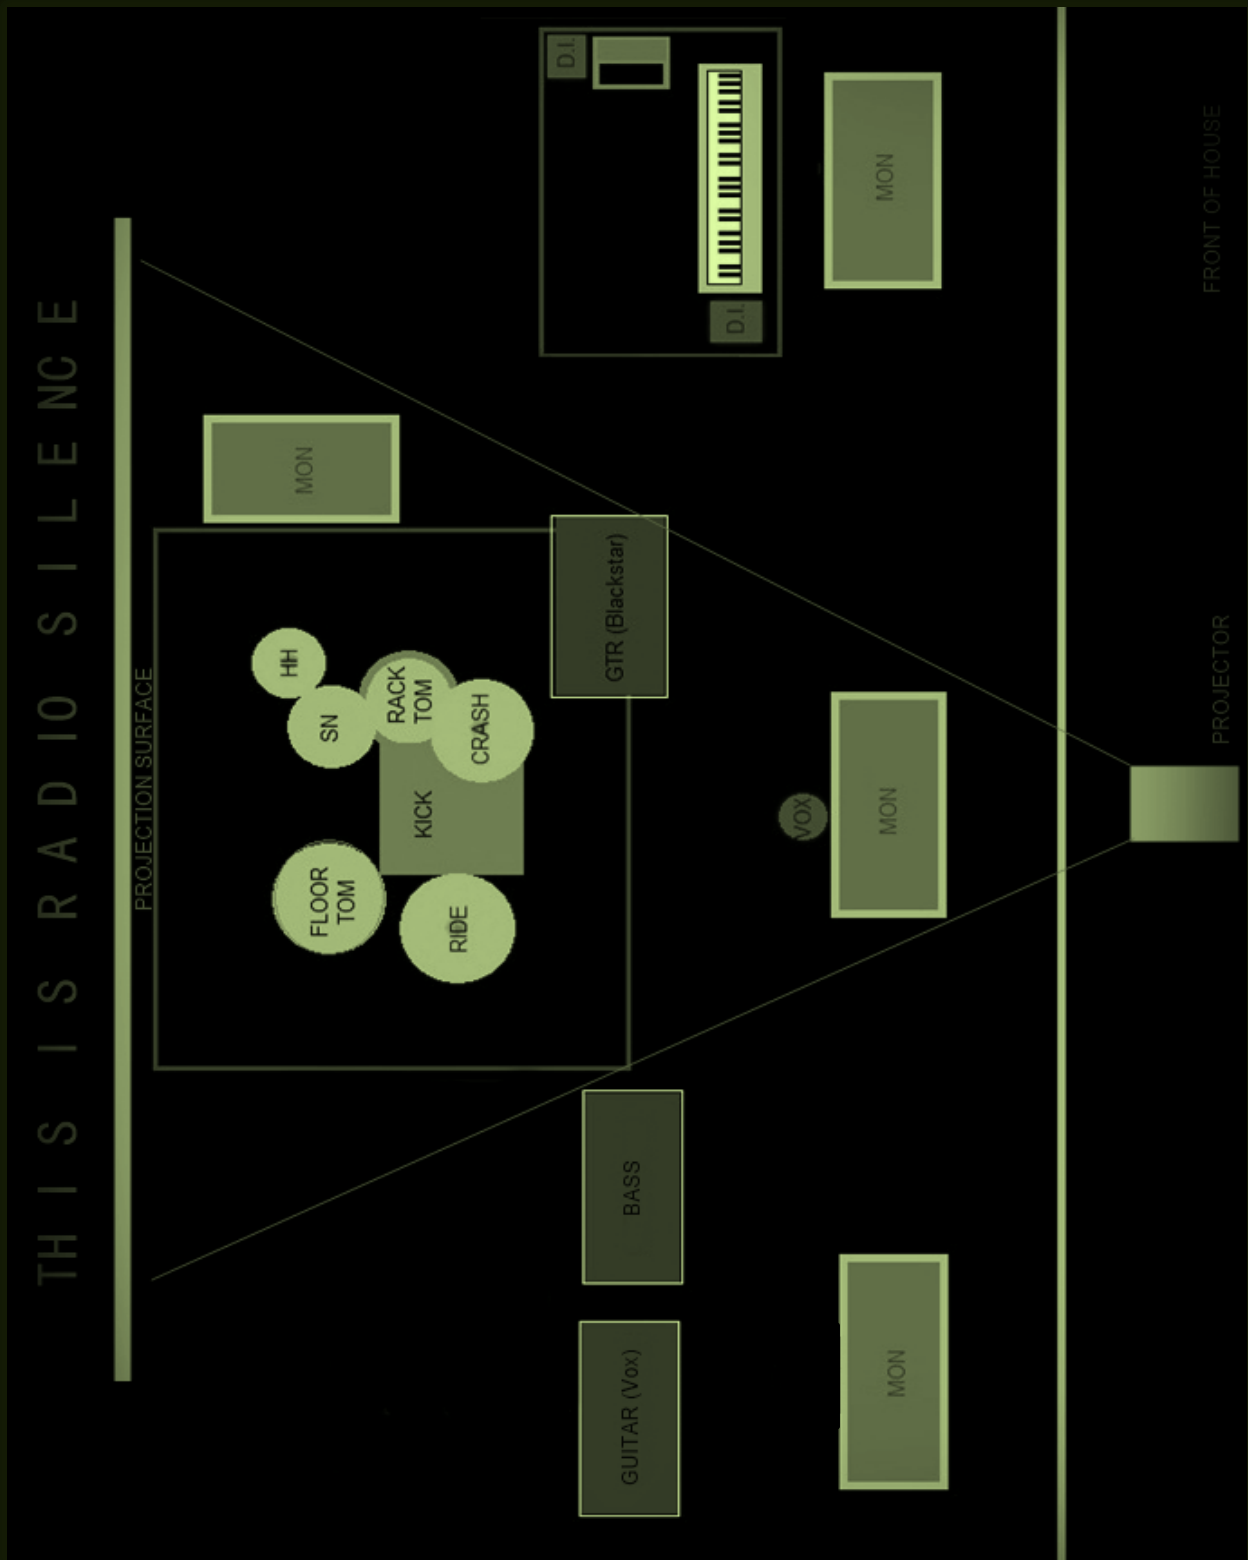 THIS IS RADIO SILENCE
PROJECTION SURFACE
MON
HH
SN
RACK
TOM
CRASH
KICK
FLOOR
TOM
RIDE
D.I.
D.I.
GTR (Blackstar)
BASS
GUITAR (Vox)
VOX
MON
MON
MON
PROJECTOR
FRONT OF HOUSE